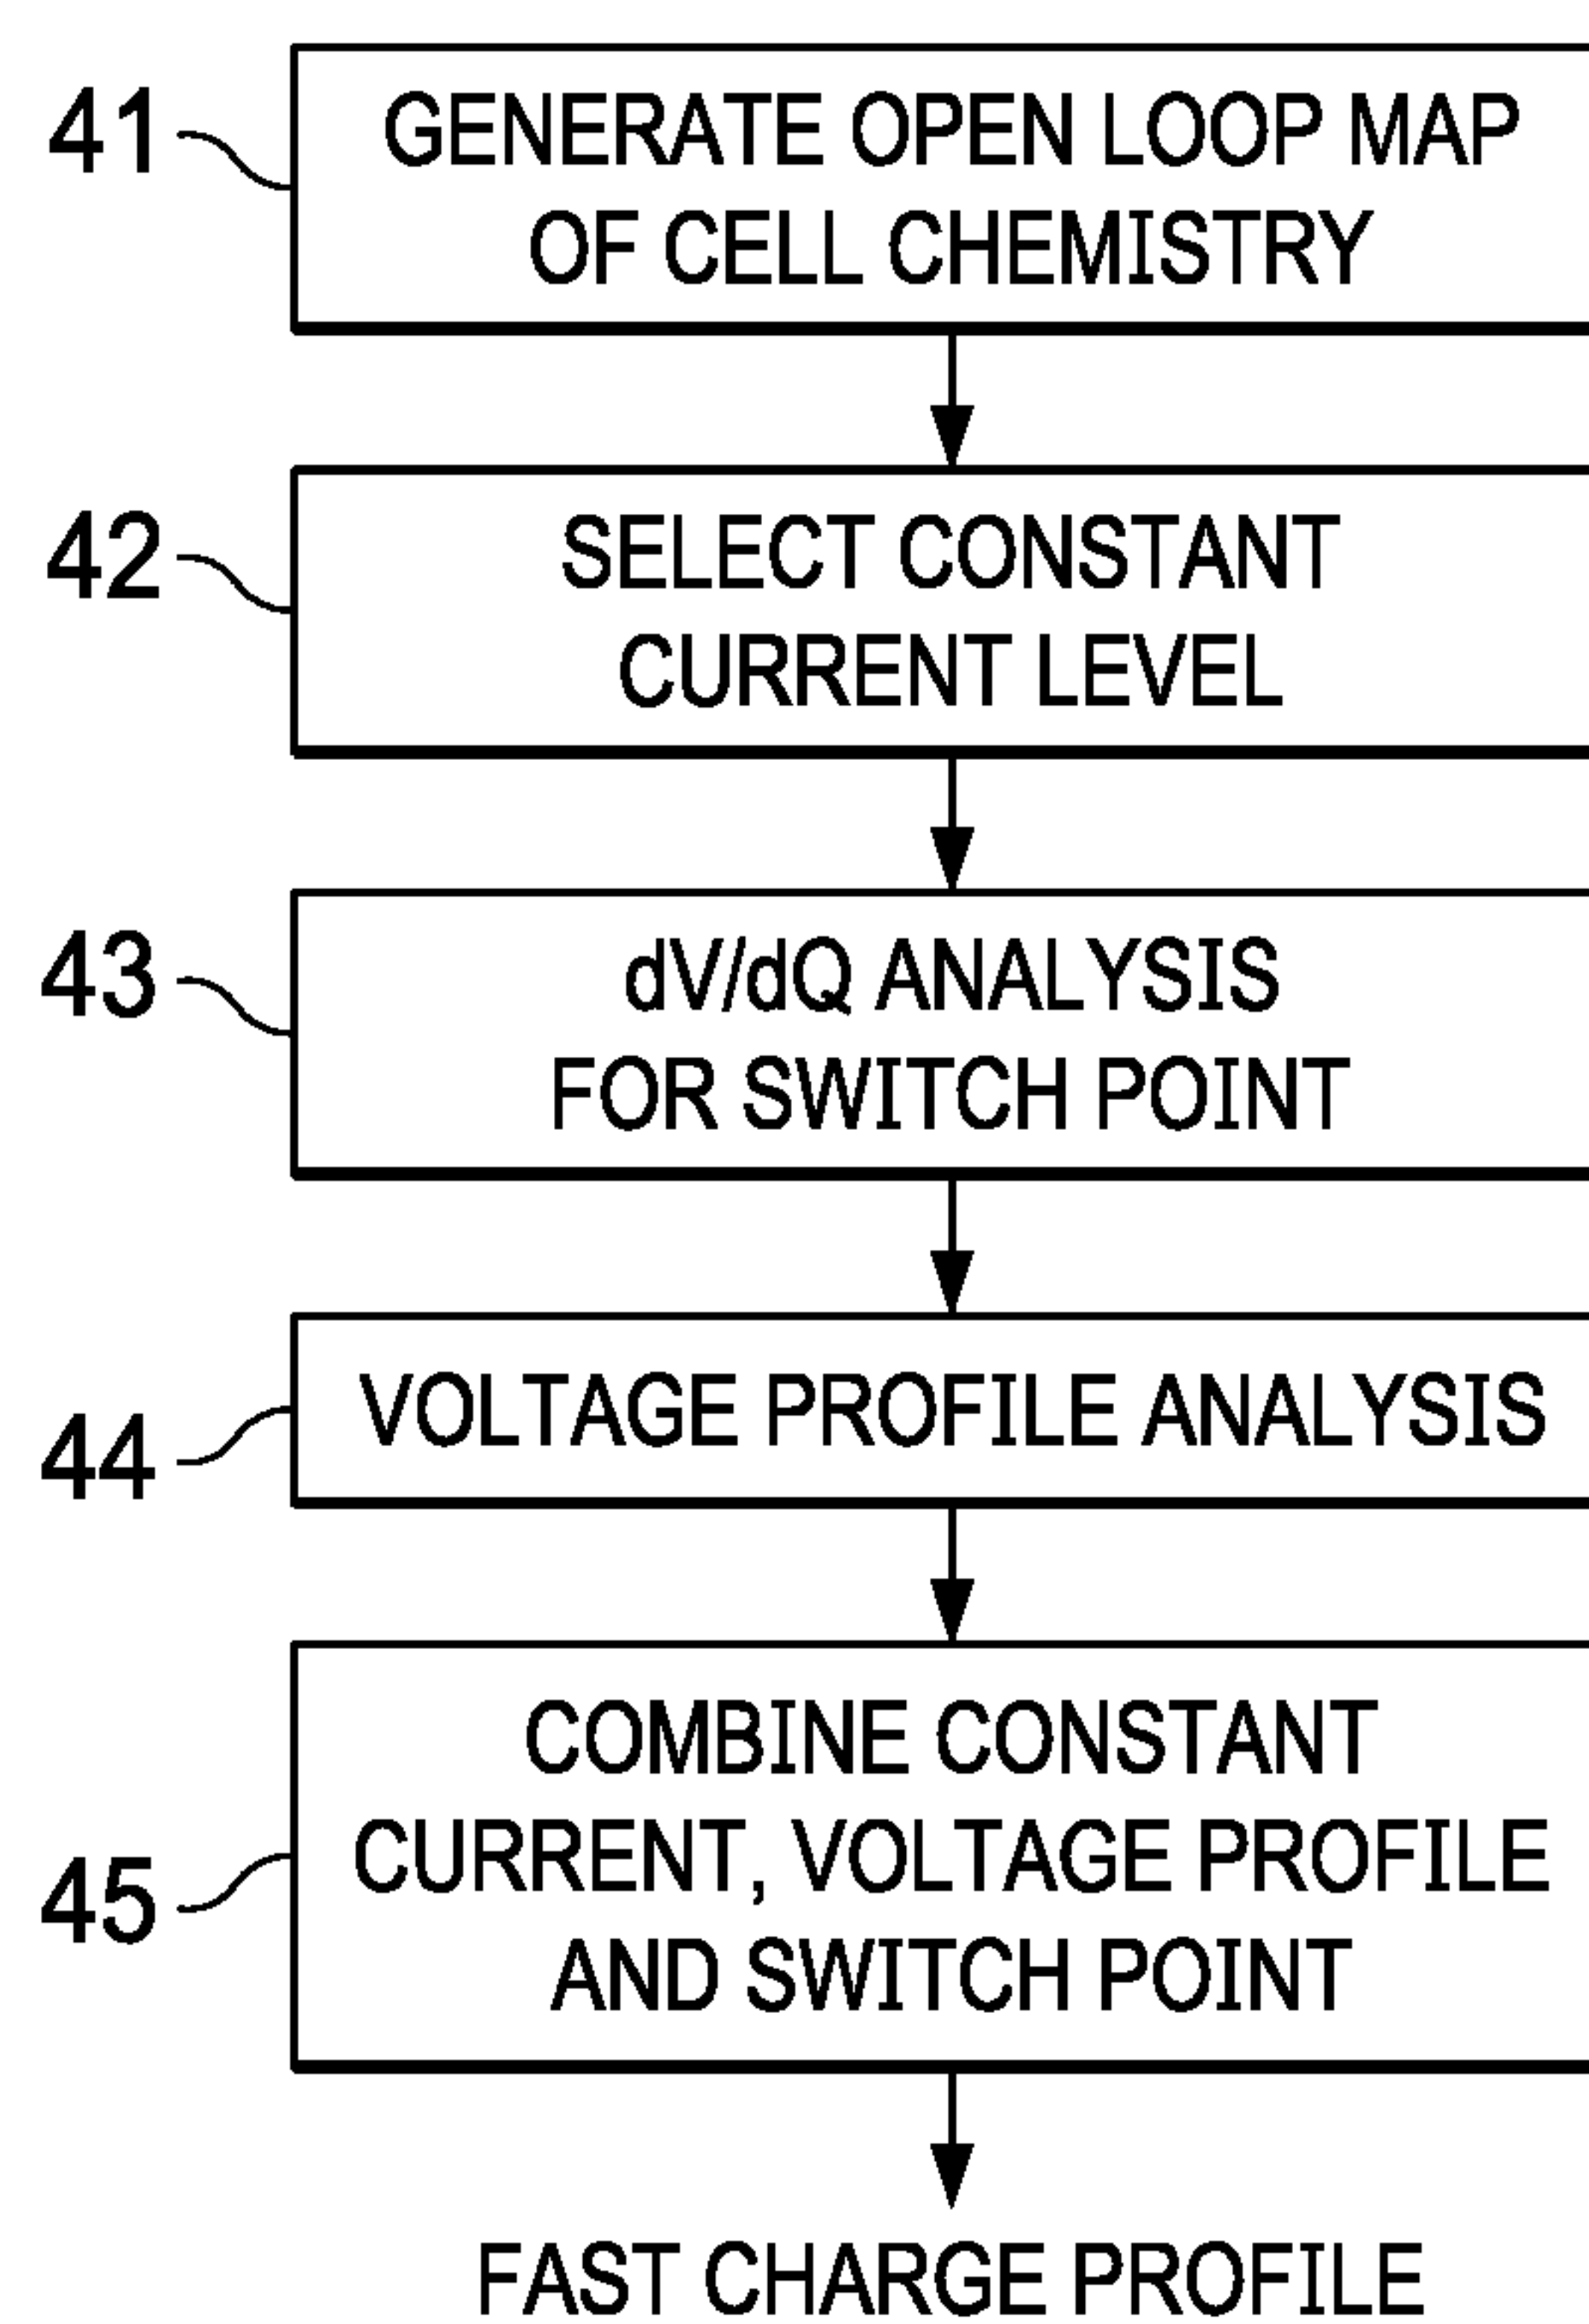 41
GENERATE OPEN LOOP MAP
OF CELL CHEMISTRY
42
SELECT CONSTANT
CURRENT LEVEL
43
dV/dQ ANALYSIS
FOR SWITCH POINT
44
VOLTAGE PROFILE ANALYSIS
45
COMBINE CONSTANT
CURRENT, VOLTAGE PROFILE
AND SWITCH POINT
FAST CHARGE PROFILE